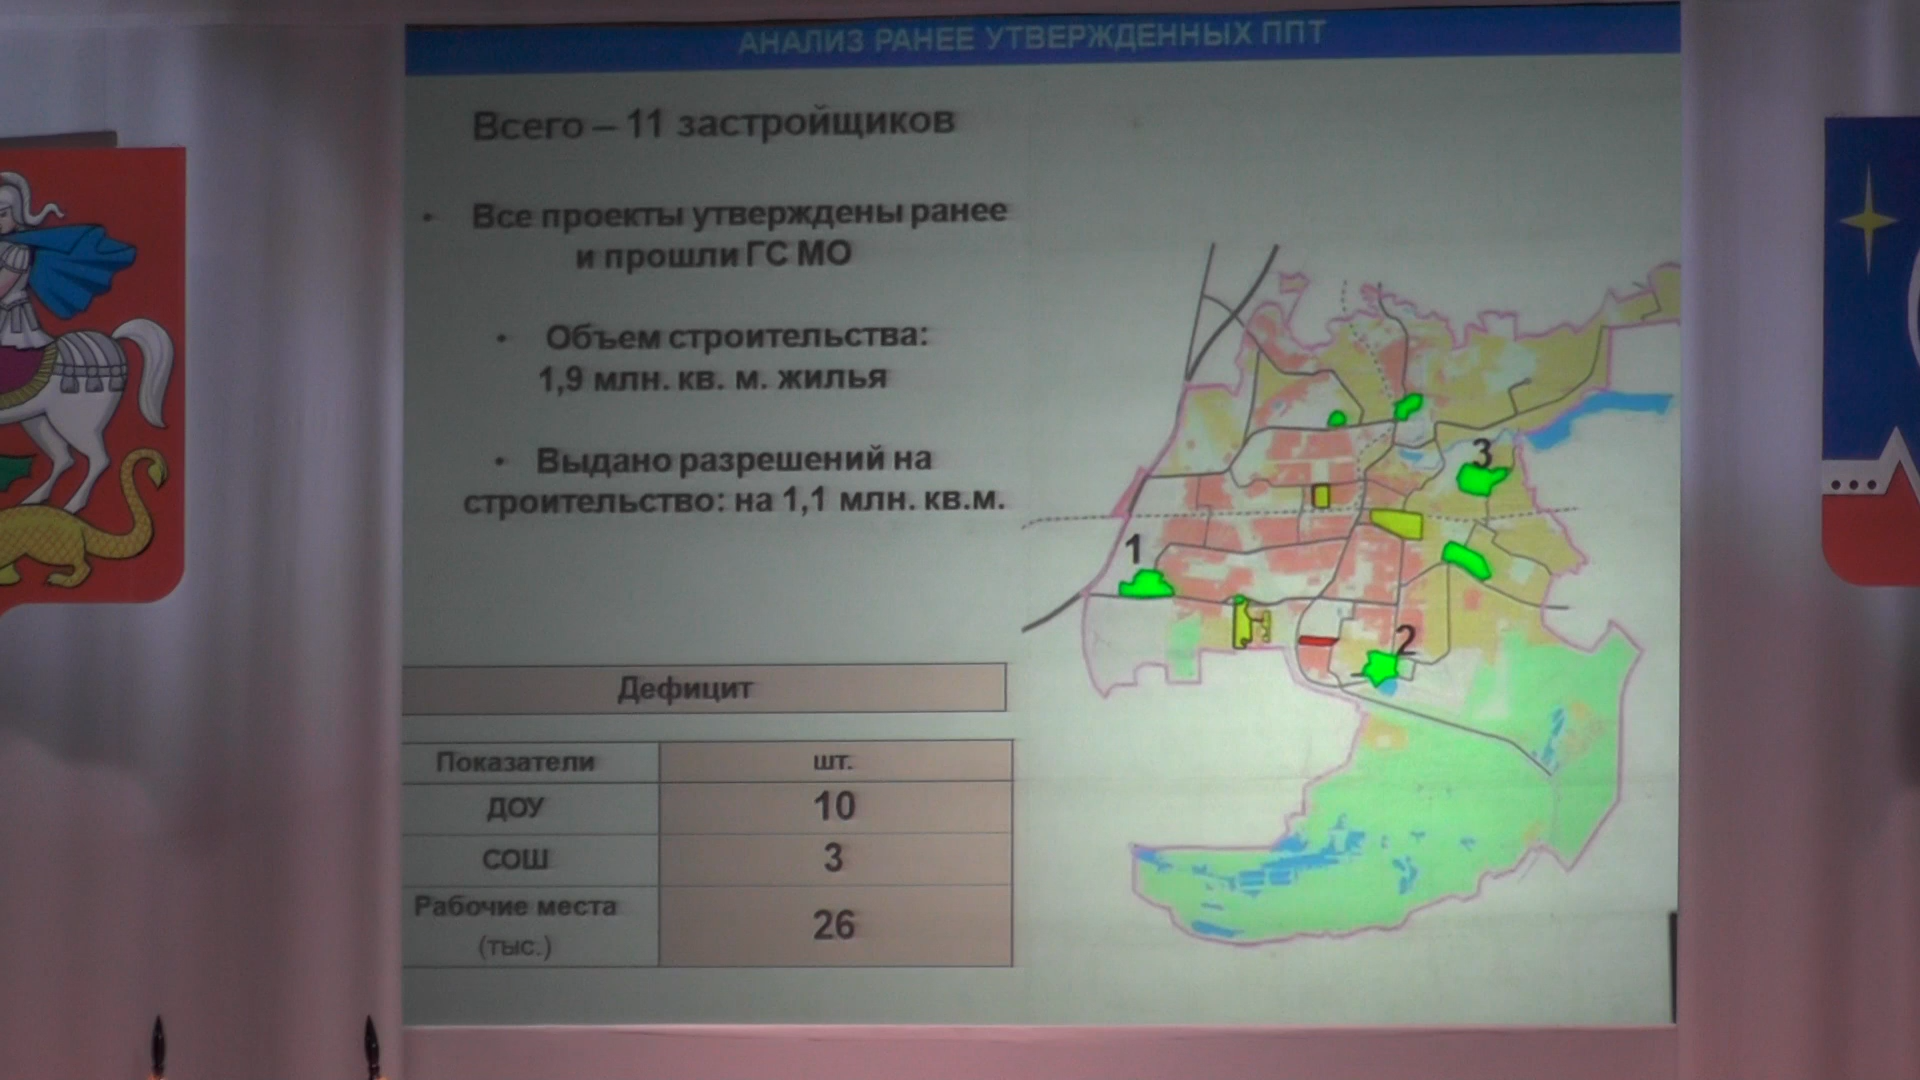 АНАЛИЗ РАНЕЕ УТВЕРЖДЕННЫХ ППТ
Всего – 11 застройщиков
• Все проекты утверждены ранее
и прошли ГС МО
• Объем строительства:
1,9 млн. кв. м. жилья
• Выдано разрешений на
строительство: на 1,1 млн. кв.м.
Дефицит
Показатели шт.
ДОУ 10
СОШ 3
Рабочие места
(тыс.) 26
3
1
2